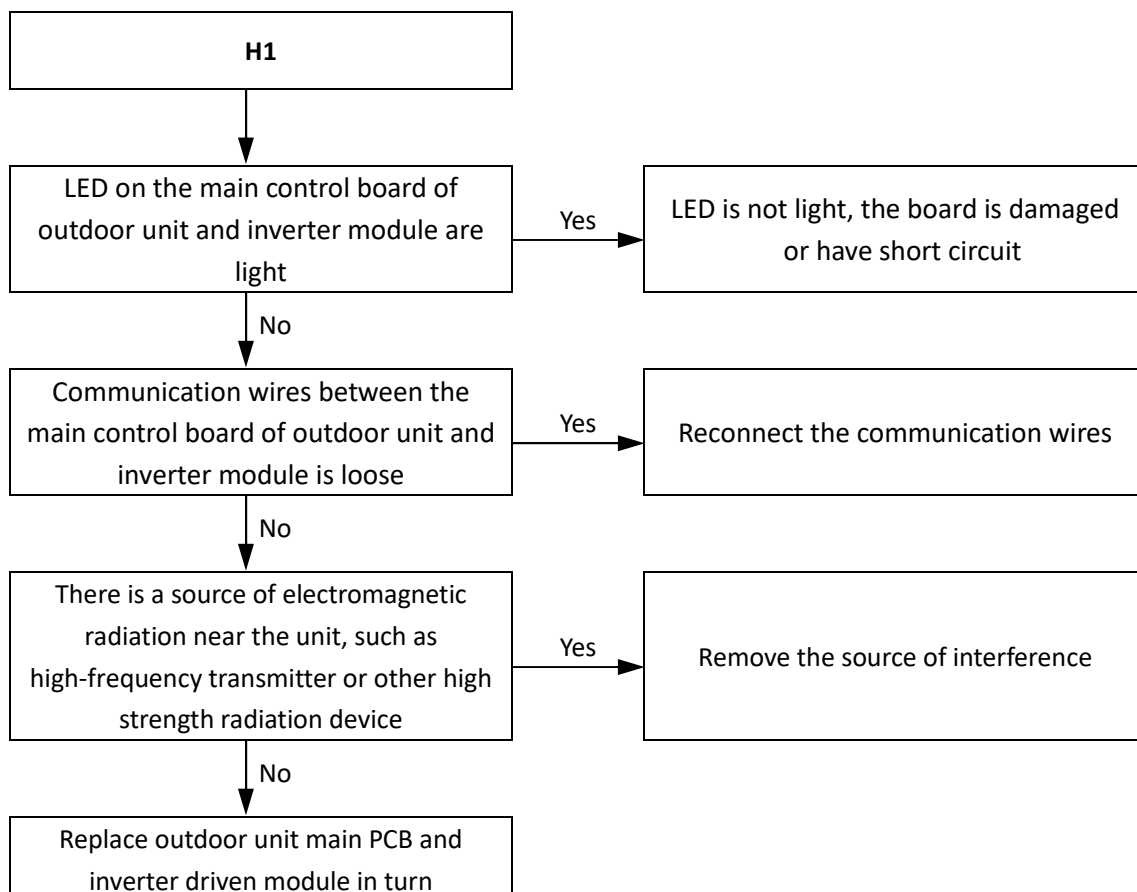 H1
LED on the main control board of
outdoor unit and inverter module are
light
Yes
LED is not light, the board is damaged
or have short circuit
No
Communication wires between the
main control board of outdoor unit and
inverter module is loose
Yes
Reconnect the communication wires
No
There is a source of electromagnetic
radiation near the unit, such as
high-frequency transmitter or other high
strength radiation device
Yes
Remove the source of interference
No
Replace outdoor unit main PCB and
inverter driven module in turn